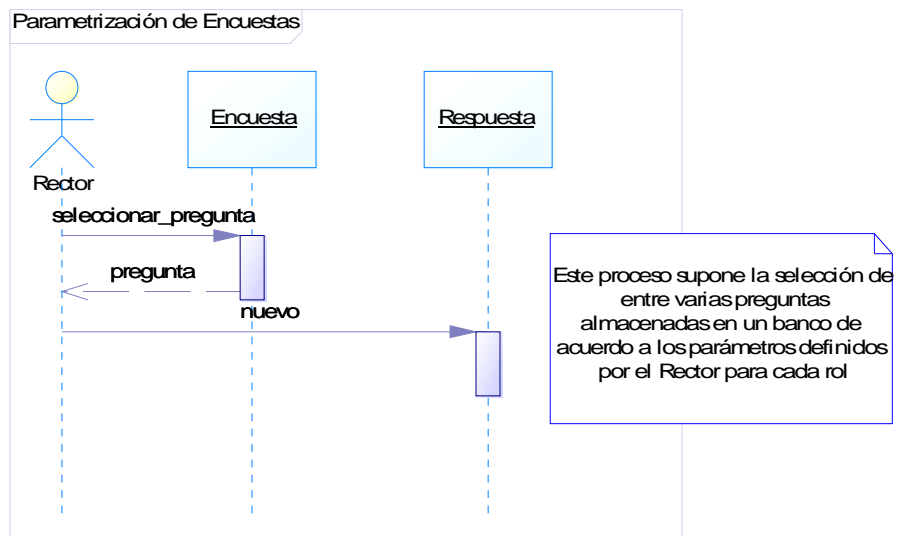 Parametrización de Encuestas
Encuesta
Respuesta
Rector
seleccionar_pregunta
pregunta
nuevo
Este proceso supone la selección de
entre varias preguntas
almacenadas en un banco de
acuerdo a los parámetros definidos
por el Rector para cada rol